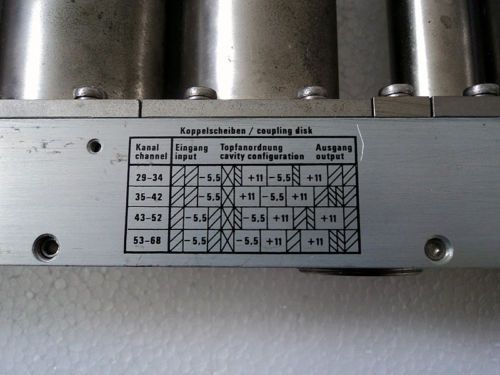 Koppelscheiben / coupling disk
Kanal Eingang Topfanordnung Ausgang
channel input cavity configuration output
29-34 -5,5 +11 -5,5 +11
35-42 -5,5 +11 -5,5 +11
43-52 -5,5 -5,5 +11 +11
53-68 -5,5 -5,5 +11 +11